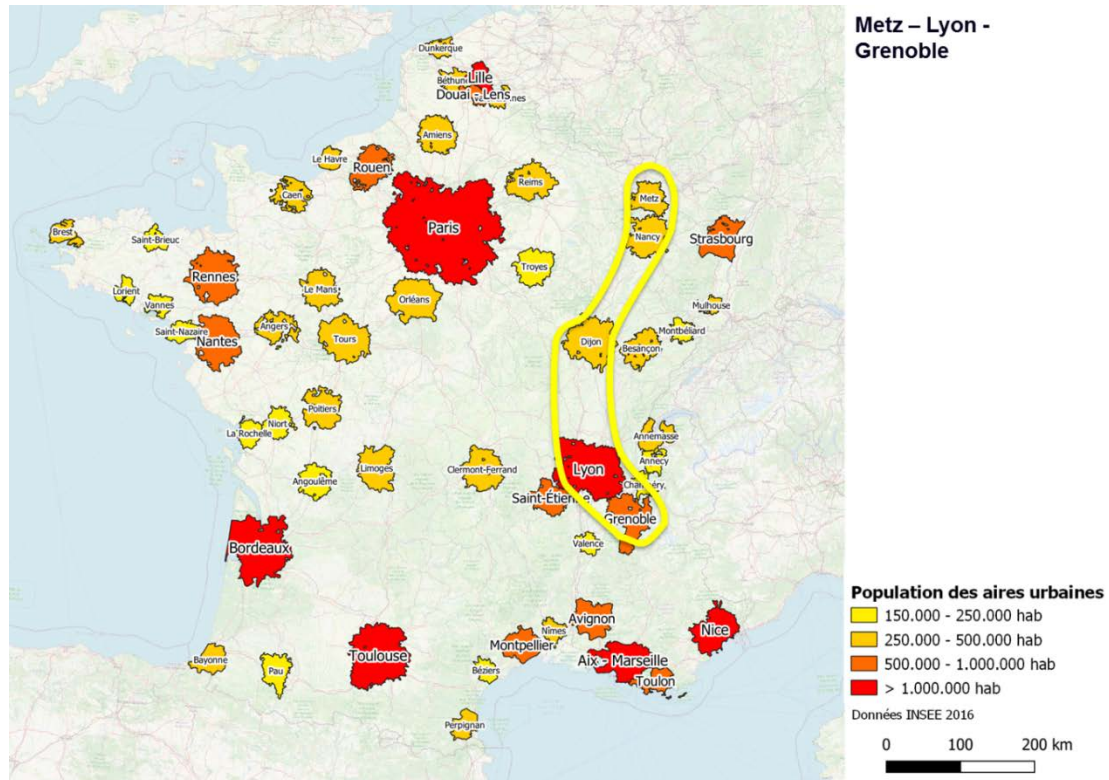 Metz – Lyon -
Grenoble
Dunkerque
Lille
Douai - Lens
Amiens
Le Havre
Rouen
Caen
Reims
Metz
Paris
Nancy
Strasbourg
Brest
Saint-Brieuc
Troyes
Rennes
Le Mans
Orléans
Lorient
Vannes
Mulhouse
Saint-Nazaire
Angers
Montbéliard
Nantes
Tours
Dijon
Besançon
Poitiers
Niort
La Rochelle
Annemasse
Annecy
Limoges
Clermont-Ferrand
Lyon
Angoulême
Saint-Étienne
Grenoble
Valence
Bordeaux
Avignon
Nîmes
Nice
Montpellier
Toulouse
Aix - Marseille
Bayonne
Pau
Béziers
Toulon
Perpignan
Population des aires urbaines
150.000 - 250.000 hab
250.000 - 500.000 hab
500.000 - 1.000.000 hab
> 1.000.000 hab
Données INSEE 2016
0 100 200 km